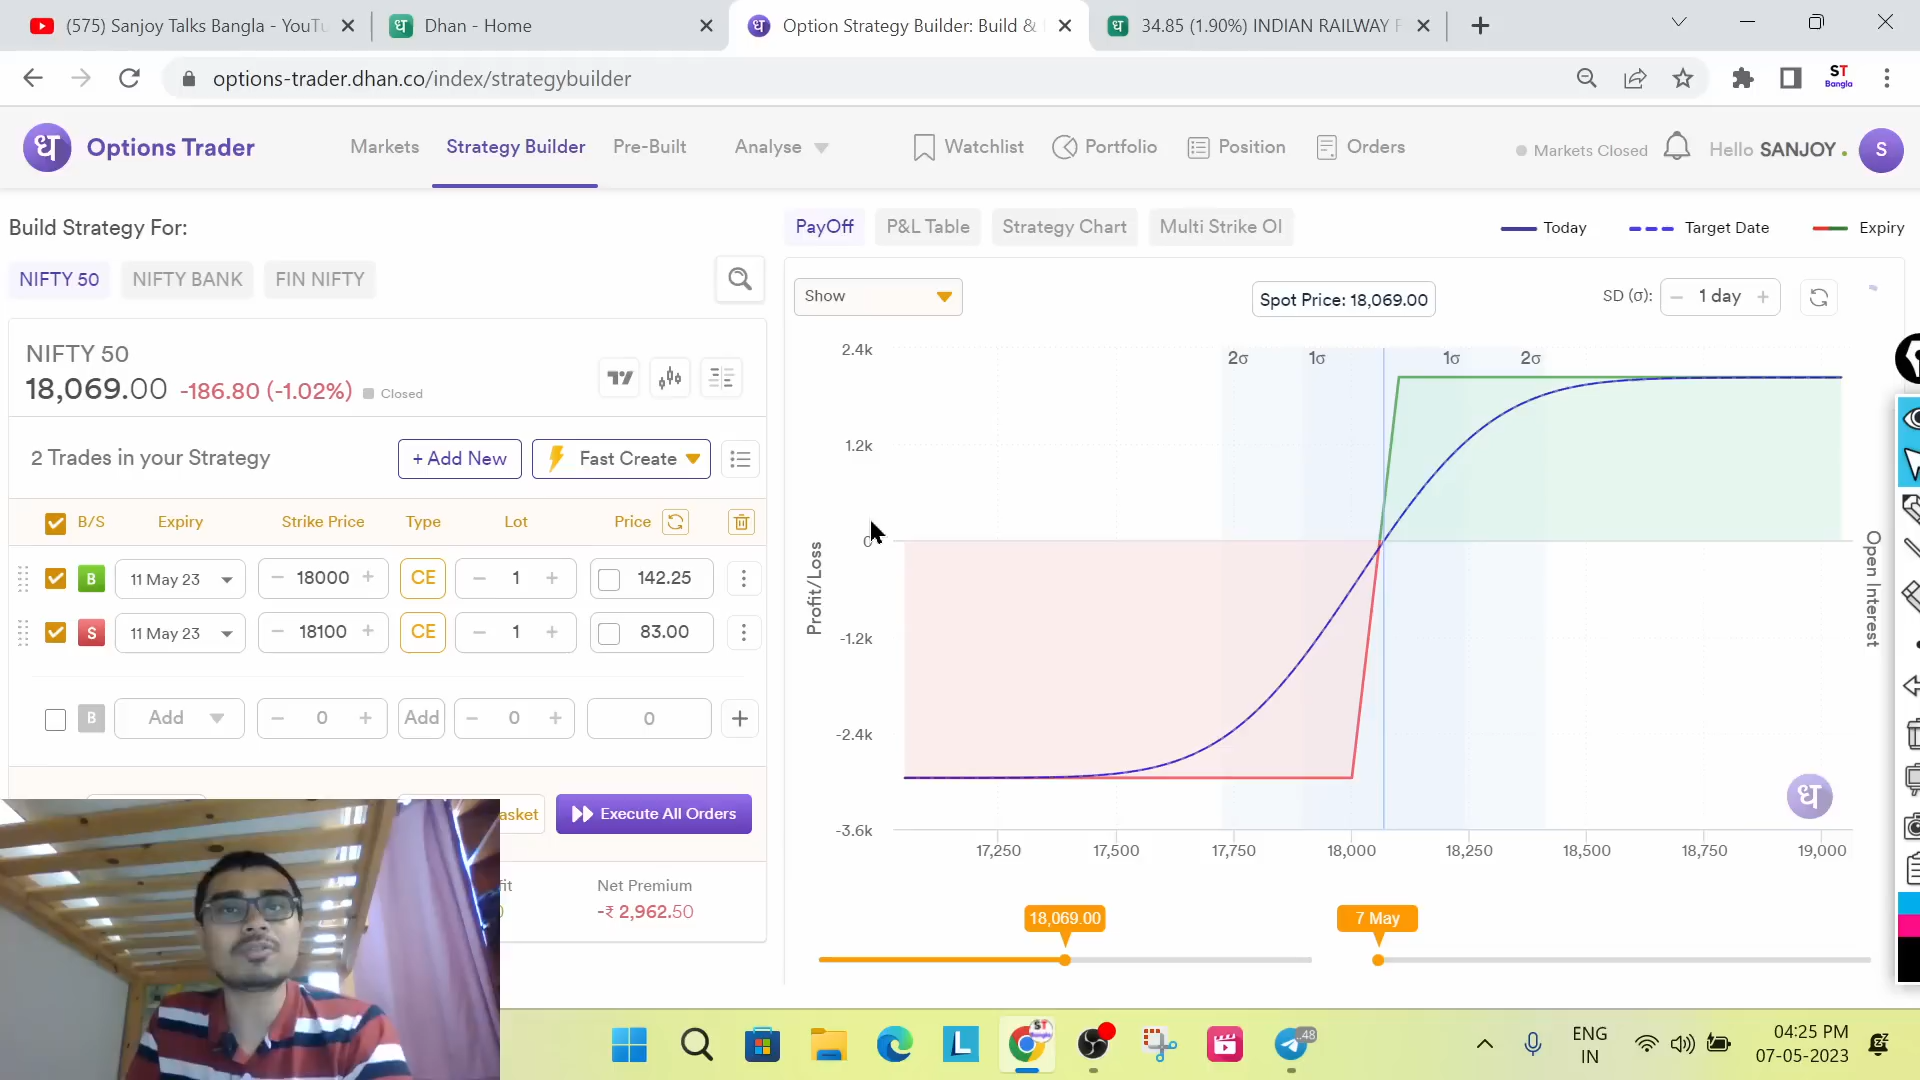 (575) Sanjoy Talks Bangla - YouTu
Dhan - Home
Option Strategy Builder: Build &
34.85 (1.90%) INDIAN RAILWAY F
options-trader.dhan.co/index/strategybuilder
ST
Bangla
ध
Options Trader
Markets
Strategy Builder
Pre-Built
Analyse
Watchlist
Portfolio
Position
Orders
Markets Closed
Hello SANJOY.
S
Build Strategy For:
NIFTY 50
NIFTY BANK
FIN NIFTY
PayOff
P&L Table
Strategy Chart
Multi Strike OI
Today
Target Date
Expiry
Show
Spot Price: 18,069.00
SD (σ):
1 day
NIFTY 50
18,069.00 -186.80 (-1.02%) Closed
2 Trades in your Strategy
+ Add New
Fast Create
B/S Expiry Strike Price Type Lot Price
B 11 May 23 − 18000 + CE − 1 + 142.25
S 11 May 23 − 18100 + CE − 1 + 83.00
B Add − 0 + Add − 0 + 0 +
asket
Execute All Orders
fit
Net Premium
-₹ 2,962.50
2.4k
1.2k
0
-1.2k
-2.4k
-3.6k
Profit/Loss
Open Interest
2σ 1σ 1σ 2σ
17,250 17,500 17,750 18,000 18,250 18,500 18,750 19,000
ध
18,069.00
7 May
ST
L
48
ENG
IN
04:25 PM
07-05-2023